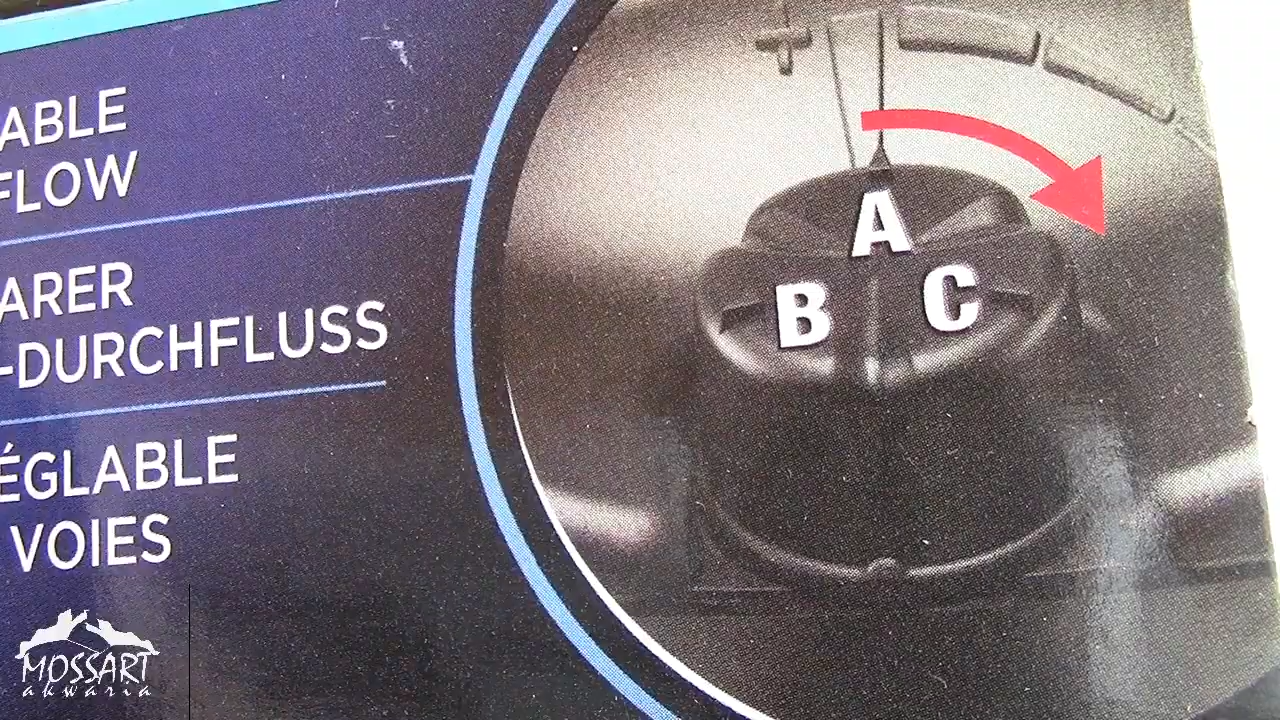 ABLE
FLOW
ARER
-DURCHFLUSS
ÉGLABLE
VOIES
+
A
B
C
MOSSART
akwaria